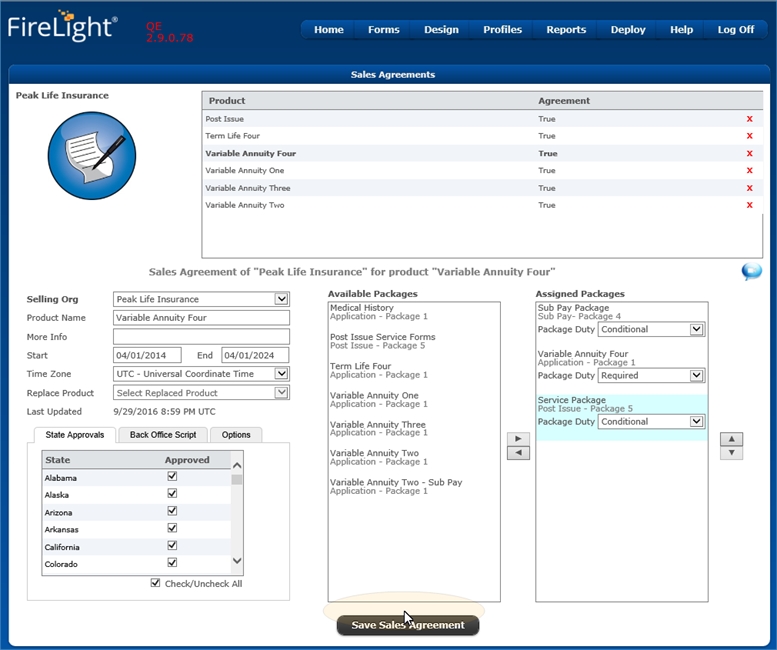 FireLight®
QE
2.9.0.78
Home Forms Design Profiles Reports Deploy Help Log Off
Sales Agreements
Peak Life Insurance
Product Agreement
Post Issue True X
Term Life Four True X
Variable Annuity Four True X
Variable Annuity One True X
Variable Annuity Three True X
Variable Annuity Two True X
Sales Agreement of "Peak Life Insurance" for product "Variable Annuity Four"
Selling Org Peak Life Insurance
Product Name Variable Annuity Four
More Info
Start 04/01/2014 End 04/01/2024
Time Zone UTC - Universal Coordinate Time
Replace Product Select Replaced Product
Last Updated 9/29/2016 8:59 PM UTC
State Approvals Back Office Script Options
State Approved
Alabama
Alaska
Arizona
Arkansas
California
Colorado
Check/Uncheck All
Available Packages
Medical History
Application - Package 1
Post Issue Service Forms
Post Issue - Package 5
Term Life Four
Application - Package 1
Variable Annuity One
Application - Package 1
Variable Annuity Three
Application - Package 1
Variable Annuity Two
Application - Package 1
Variable Annuity Two - Sub Pay
Application - Package 1
Assigned Packages
Sub Pay Package
Sub Pay- Package 4
Package Duty Conditional
Variable Annuity Four
Application - Package 1
Package Duty Required
Service Package
Post Issue - Package 5
Package Duty Conditional
Save Sales Agreement